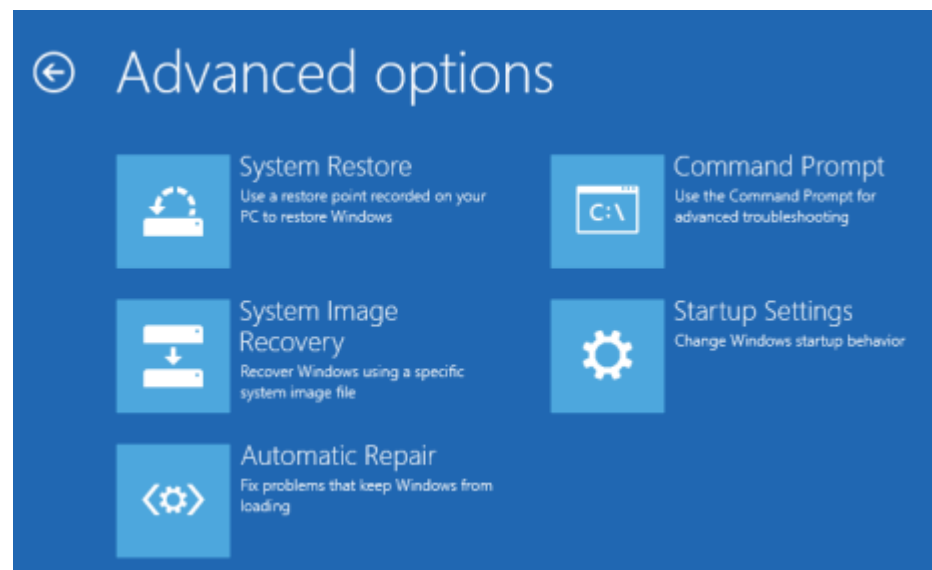 Advanced options
System Restore
Use a restore point recorded on your
PC to restore Windows
System Image
Recovery
Recover Windows using a specific
system image file
Automatic Repair
Fix problems that keep Windows from
loading
C:\
Command Prompt
Use the Command Prompt for
advanced troubleshooting
Startup Settings
Change Windows startup behavior